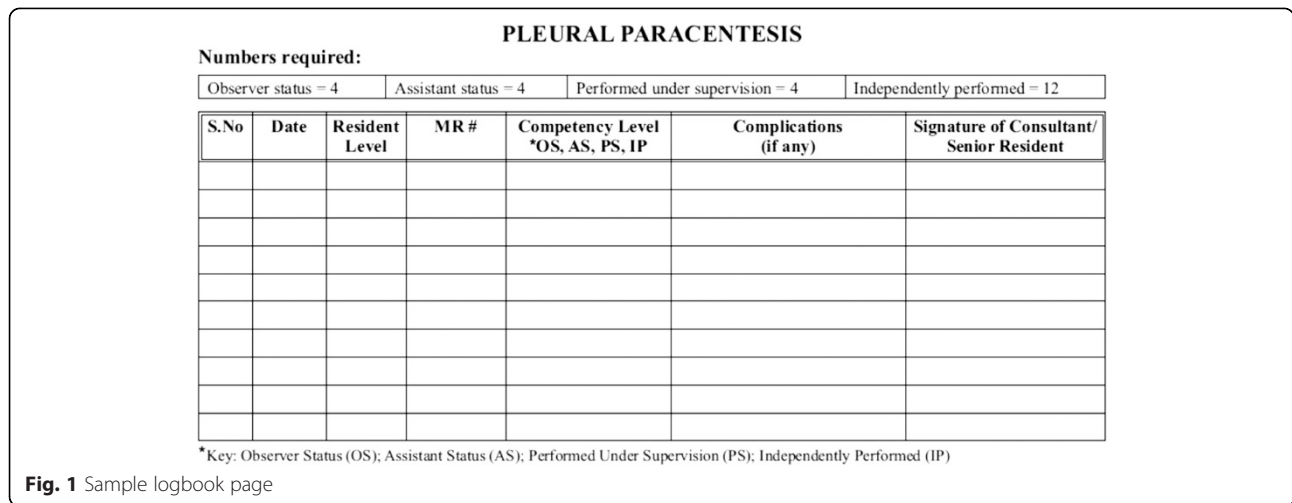 PLEURAL PARACENTESIS
Numbers required:
Observer status = 4 Assistant status = 4 Performed under supervision = 4 Independently performed = 12
S.No Date Resident Level MR # Competency Level *OS, AS, PS, IP Complications (if any) Signature of Consultant/ Senior Resident
*Key: Observer Status (OS); Assistant Status (AS); Performed Under Supervision (PS); Independently Performed (IP)
Fig. 1 Sample logbook page